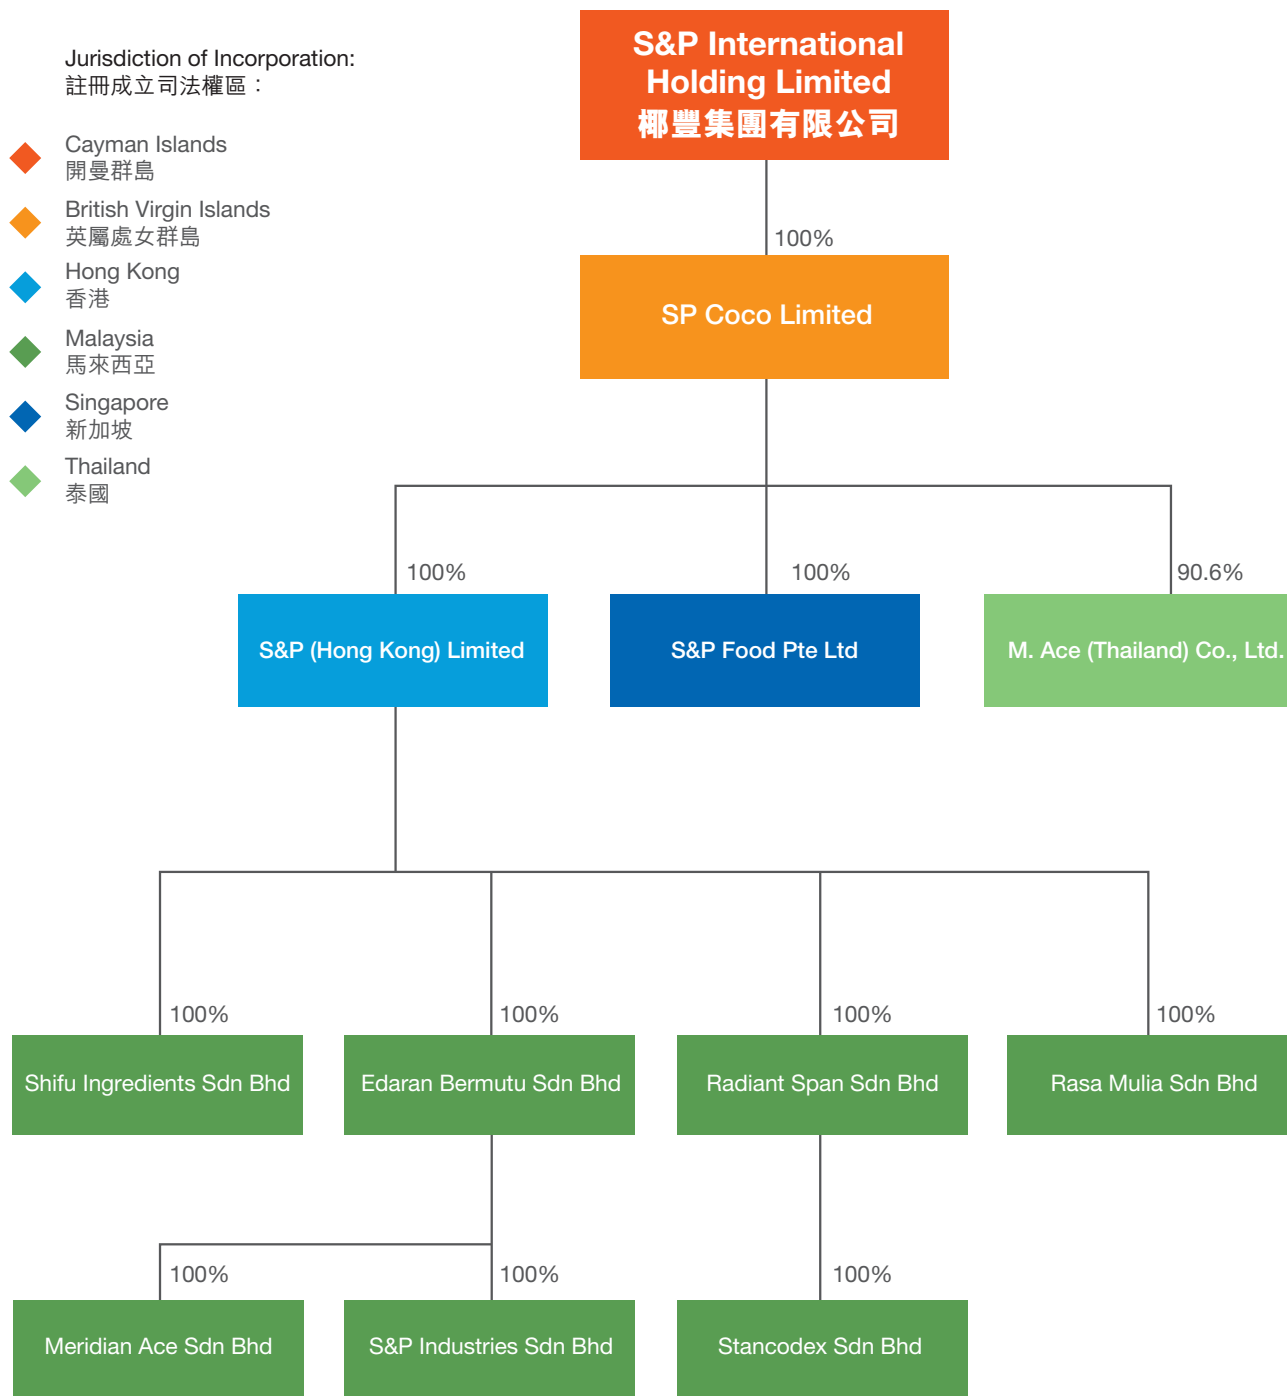 Jurisdiction of Incorporation:
註冊成立司法權區：
Cayman Islands
開曼群島
British Virgin Islands
英屬處女群島
Hong Kong
香港
Malaysia
馬來西亞
Singapore
新加坡
Thailand
泰國
S&P International
Holding Limited
椰豐集團有限公司
100%
SP Coco Limited
100%
100%
90.6%
S&P (Hong Kong) Limited
S&P Food Pte Ltd
M. Ace (Thailand) Co., Ltd.
100%
100%
100%
100%
Shifu Ingredients Sdn Bhd
Edaran Bermutu Sdn Bhd
Radiant Span Sdn Bhd
Rasa Mulia Sdn Bhd
100%
100%
100%
Meridian Ace Sdn Bhd
S&P Industries Sdn Bhd
Stancodex Sdn Bhd